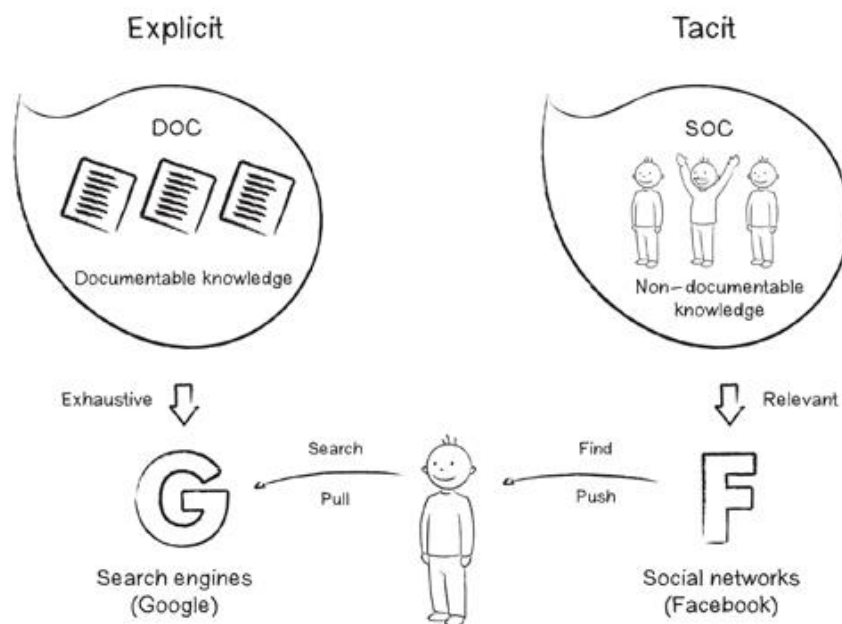 Explicit
Tacit
DOC
SOC
Documentable knowledge
Non-documentable
knowledge
Exhaustive
Relevant
Search
Find
Pull
Push
G
F
Search engines
(Google)
Social networks
(Facebook)